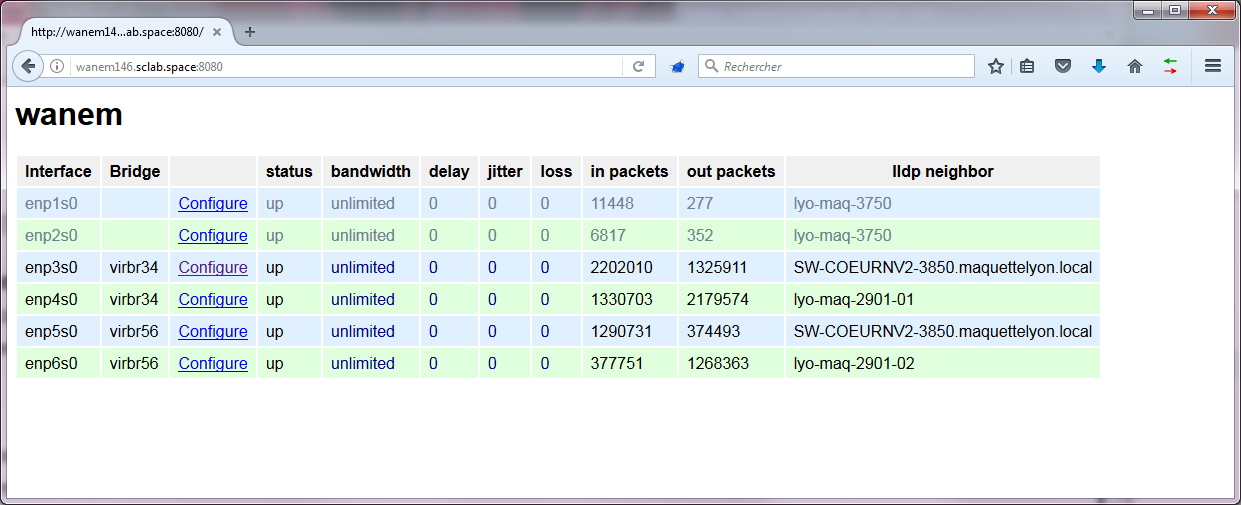 http://wanem14...ab.space:8080/
wanem146.sclab.space:8080
Rechercher
wanem
Interface Bridge status bandwidth delay jitter loss in packets out packets lldp neighbor
enp1s0 Configure up unlimited 0 0 0 11448 277 lyo-maq-3750
enp2s0 Configure up unlimited 0 0 0 6817 352 lyo-maq-3750
enp3s0 virbr34 Configure up unlimited 0 0 0 2202010 1325911 SW-COEURNV2-3850.maquettelyon.local
enp4s0 virbr34 Configure up unlimited 0 0 0 1330703 2179574 lyo-maq-2901-01
enp5s0 virbr56 Configure up unlimited 0 0 0 1290731 374493 SW-COEURNV2-3850.maquettelyon.local
enp6s0 virbr56 Configure up unlimited 0 0 0 377751 1268363 lyo-maq-2901-02